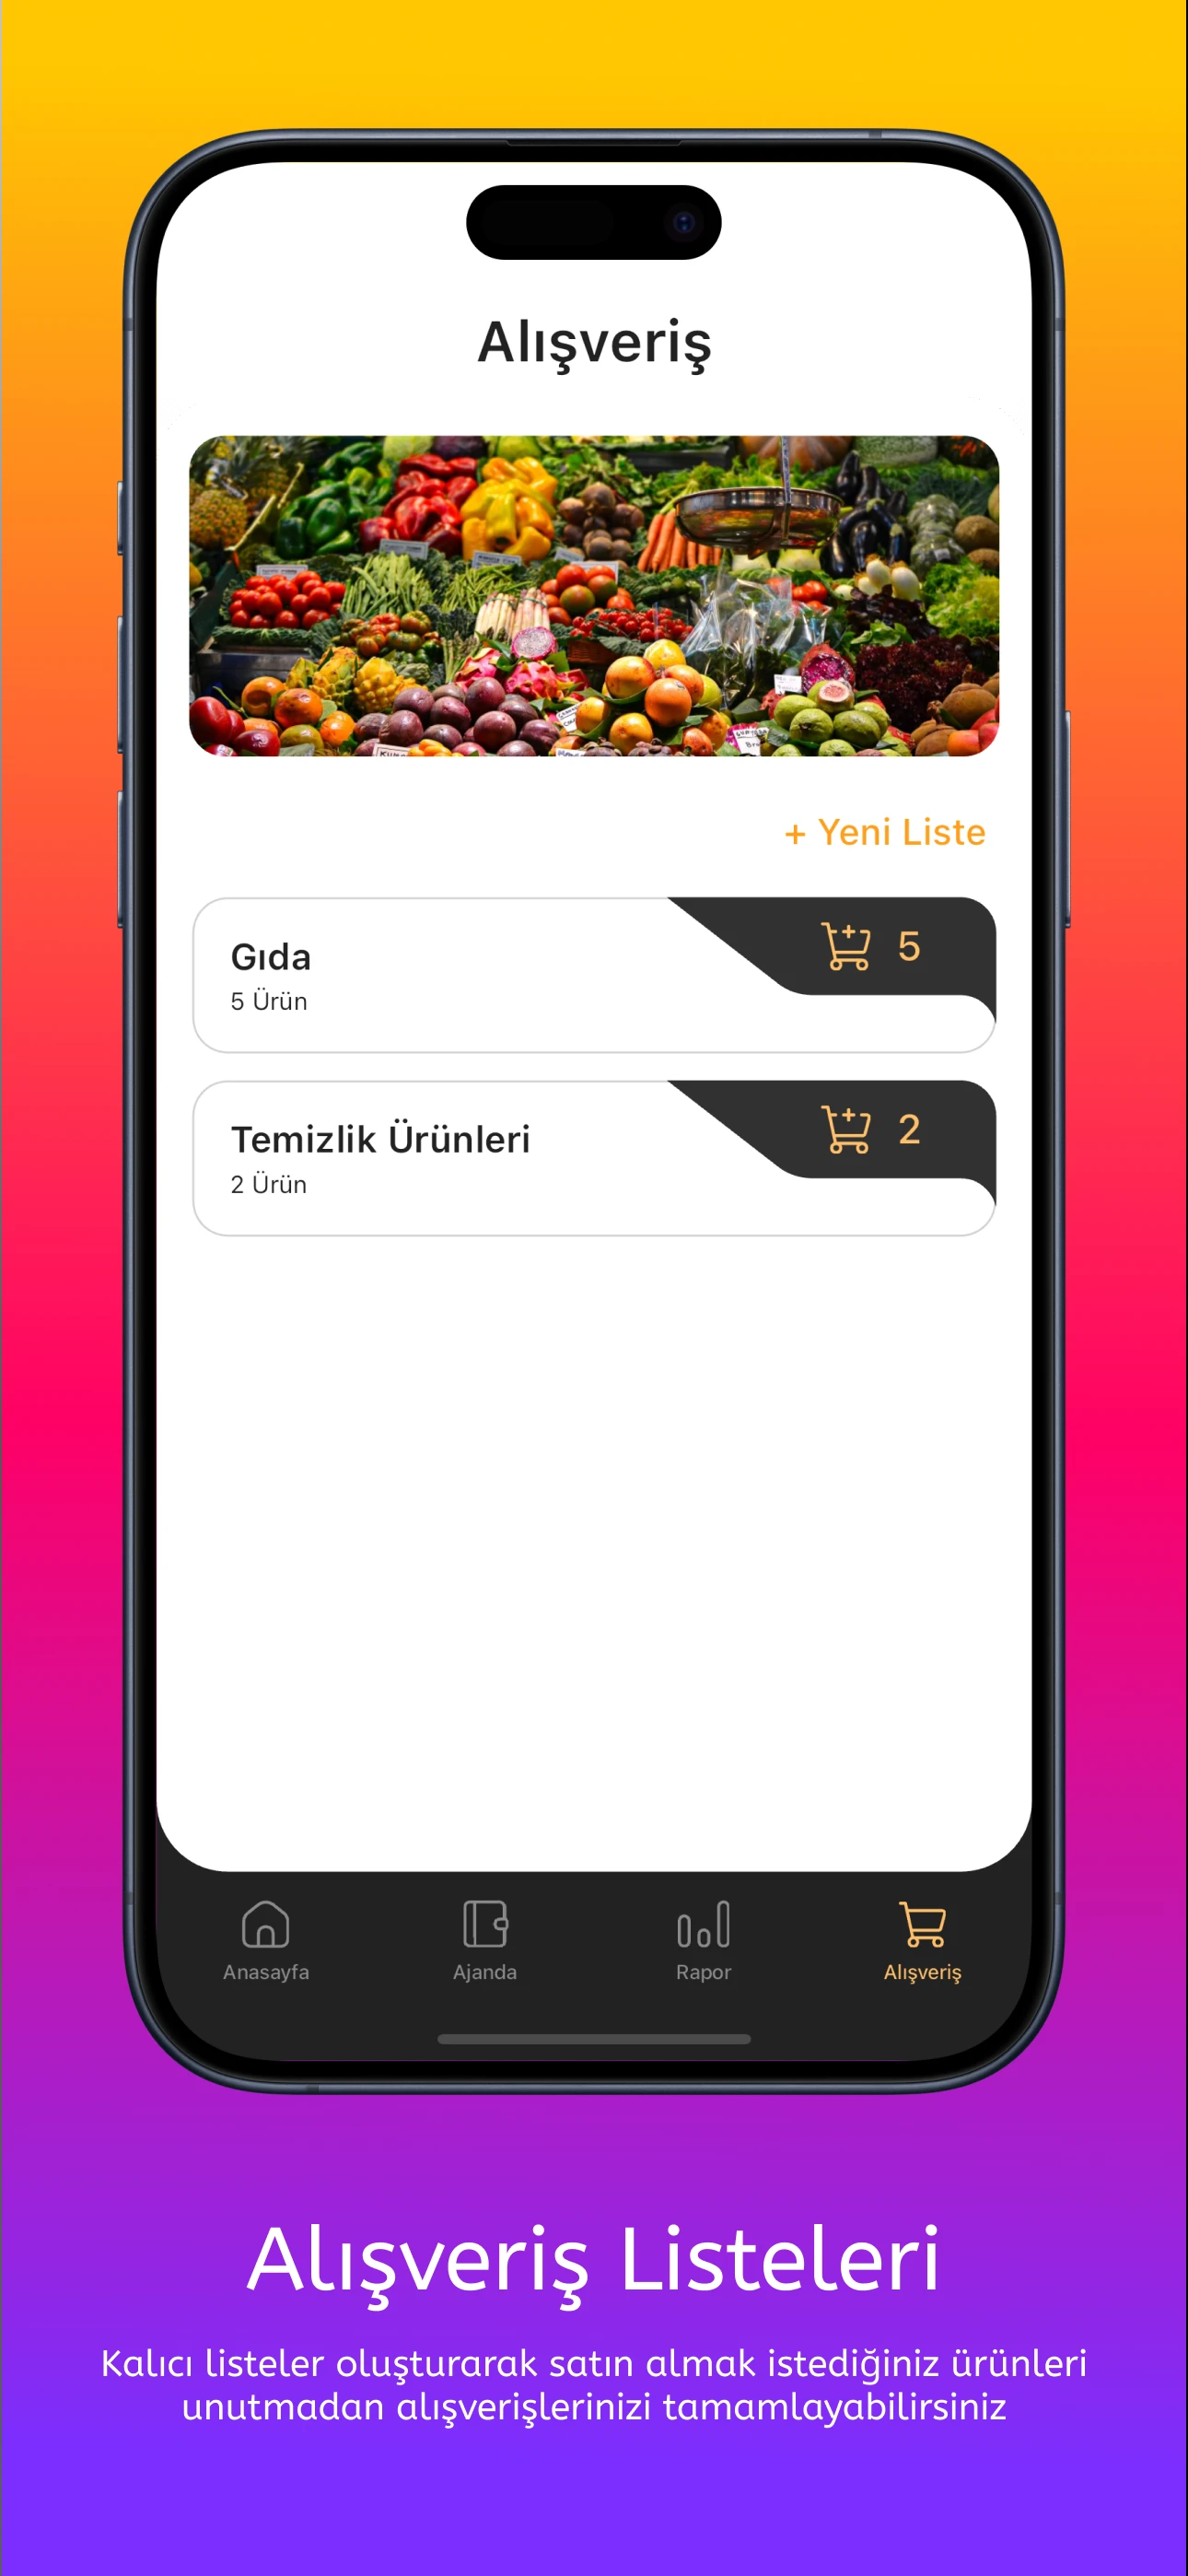 Alışveriş
+ Yeni Liste
Gıda
5 Ürün
5
Temizlik Ürünleri
2 Ürün
2
Anasayfa
Ajanda
Rapor
Alışveriş
Alışveriş Listeleri
Kalıcı listeler oluşturarak satın almak istediğiniz ürünleri
unutmadan alışverişlerinizi tamamlayabilirsiniz